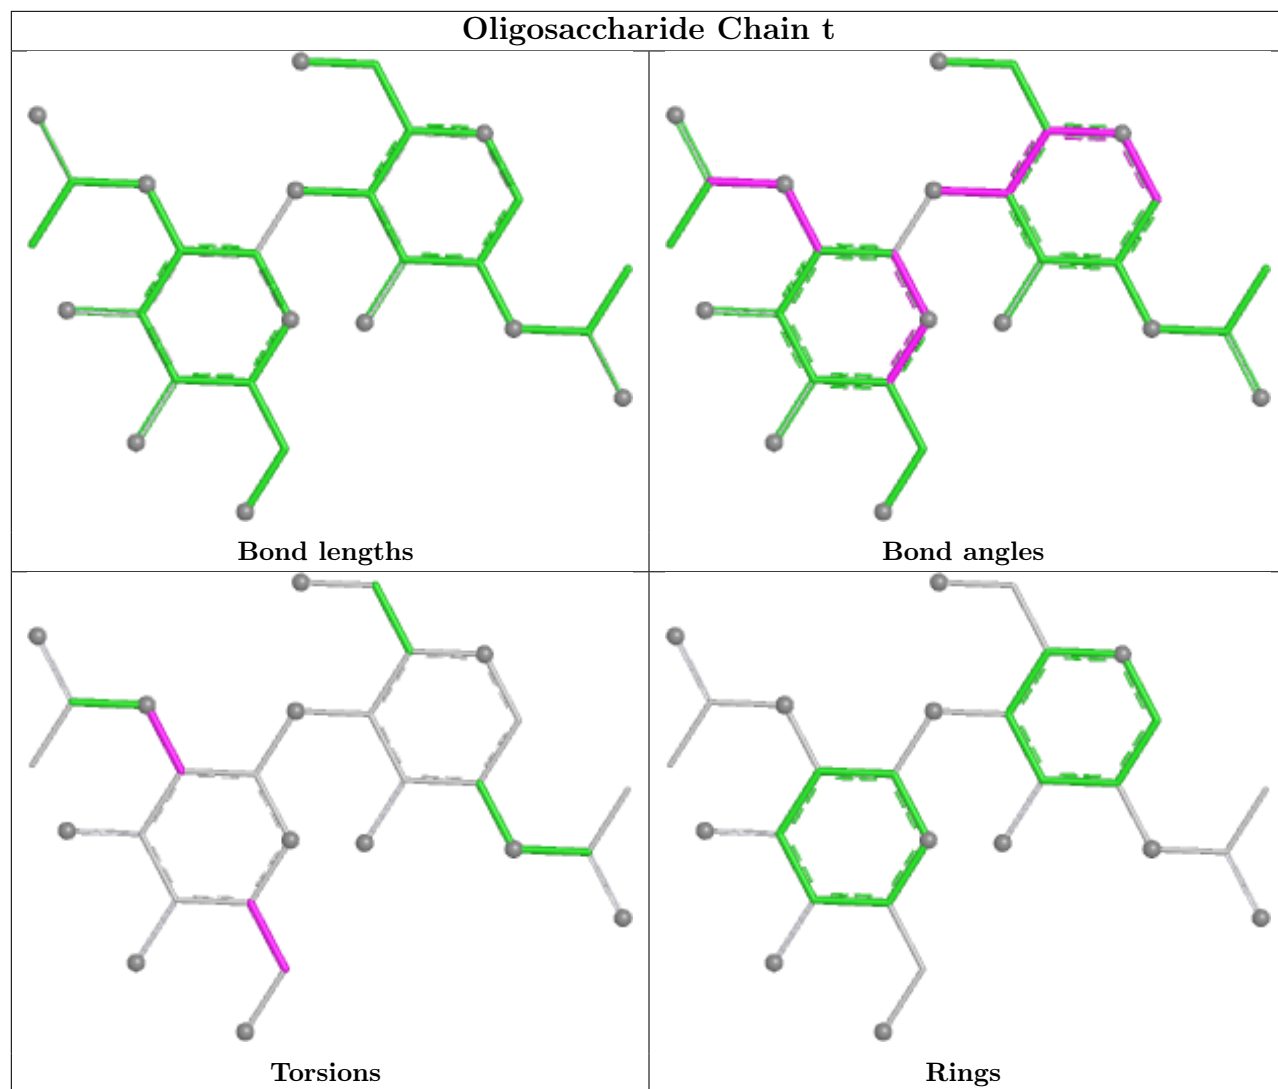 Oligosaccharide Chain t
Bond lengths
Bond angles
Torsions
Rings